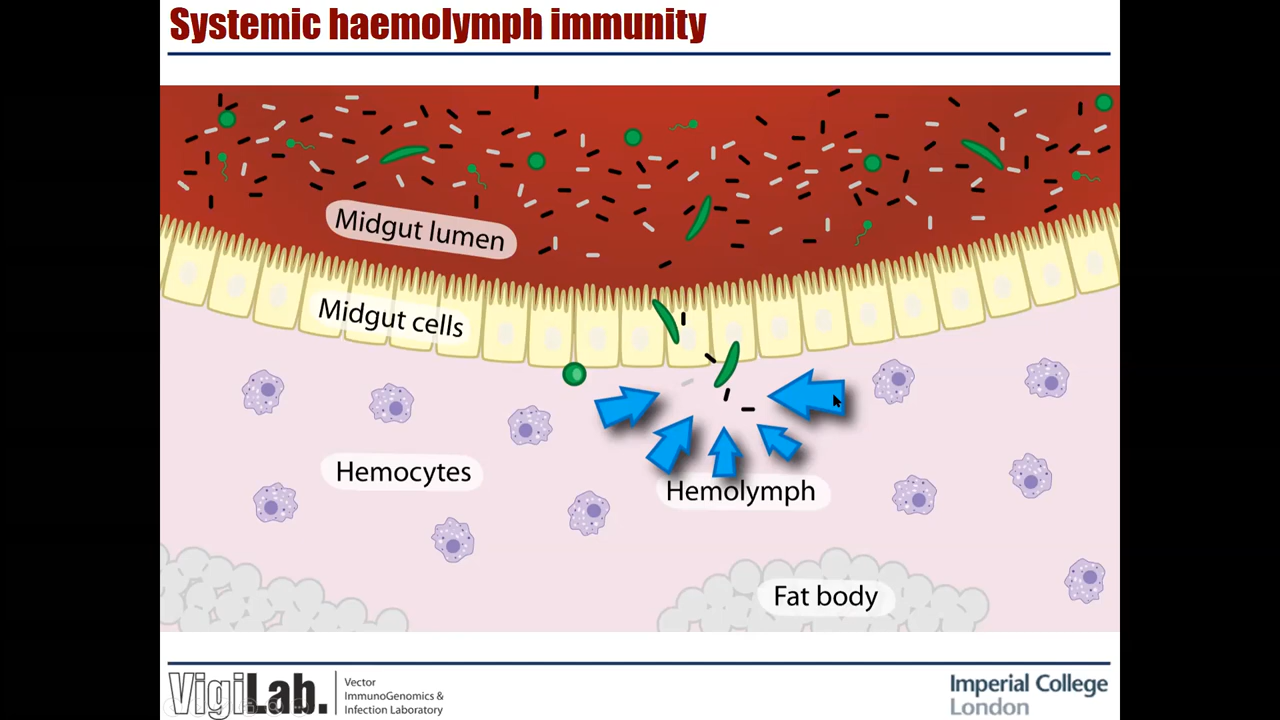 Systemic haemolymph immunity
Midgut lumen
Midgut cells
Hemocytes
Hemolymph
Fat body
VigiLab.
Vector
ImmunoGenomics &
Infection Laboratory
Imperial College
London